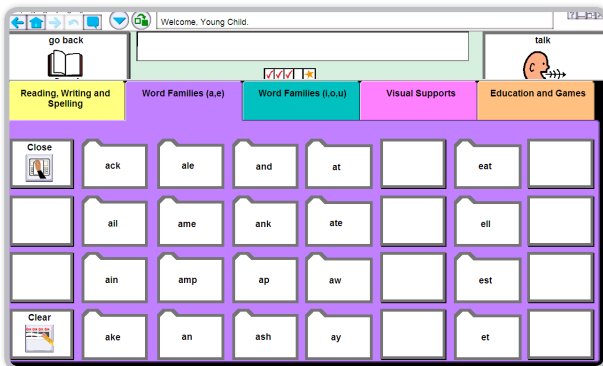 Welcome, Young Child.
go back
talk
Reading, Writing and Spelling
Word Families (a,e)
Word Families (i,o,u)
Visual Supports
Education and Games
Close
ack
ale
and
at
eat
ail
ame
ank
ate
ell
ain
amp
ap
aw
est
Clear
ake
an
ash
ay
et